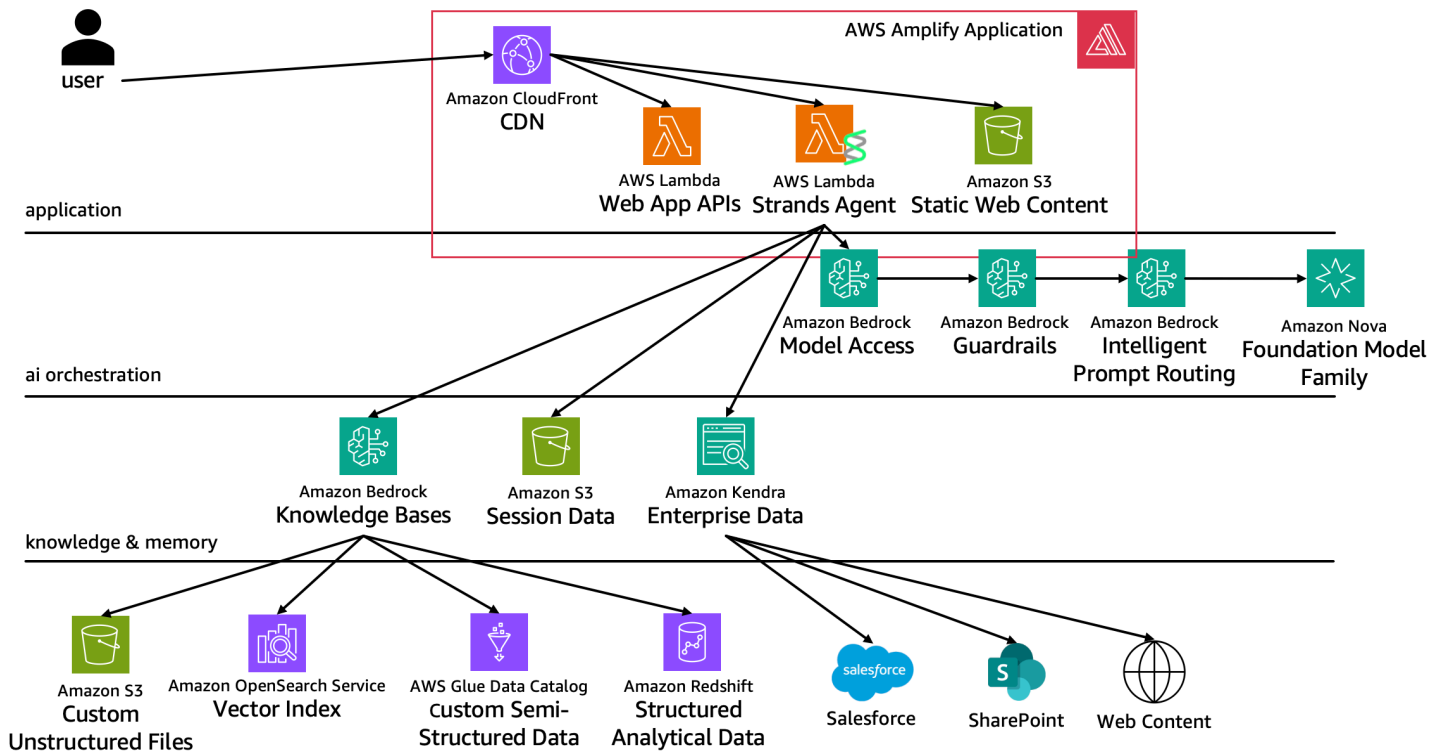 AWS Amplify Application
user
Amazon CloudFront
CDN
AWS Lambda
Web App APIs
AWS Lambda
Strands Agent
Amazon S3
Static Web Content
application
Amazon Bedrock
Model Access
Amazon Bedrock
Guardrails
Amazon Bedrock
Intelligent
Prompt Routing
Amazon Nova
Foundation Model
Family
ai orchestration
Amazon Bedrock
Knowledge Bases
Amazon S3
Session Data
Amazon Kendra
Enterprise Data
knowledge & memory
Amazon S3
Custom
Unstructured Files
Amazon OpenSearch Service
Vector Index
AWS Glue Data Catalog
custom Semi-
Structured Data
Amazon Redshift
Structured
Analytical Data
salesforce
Salesforce
S
SharePoint
Web Content